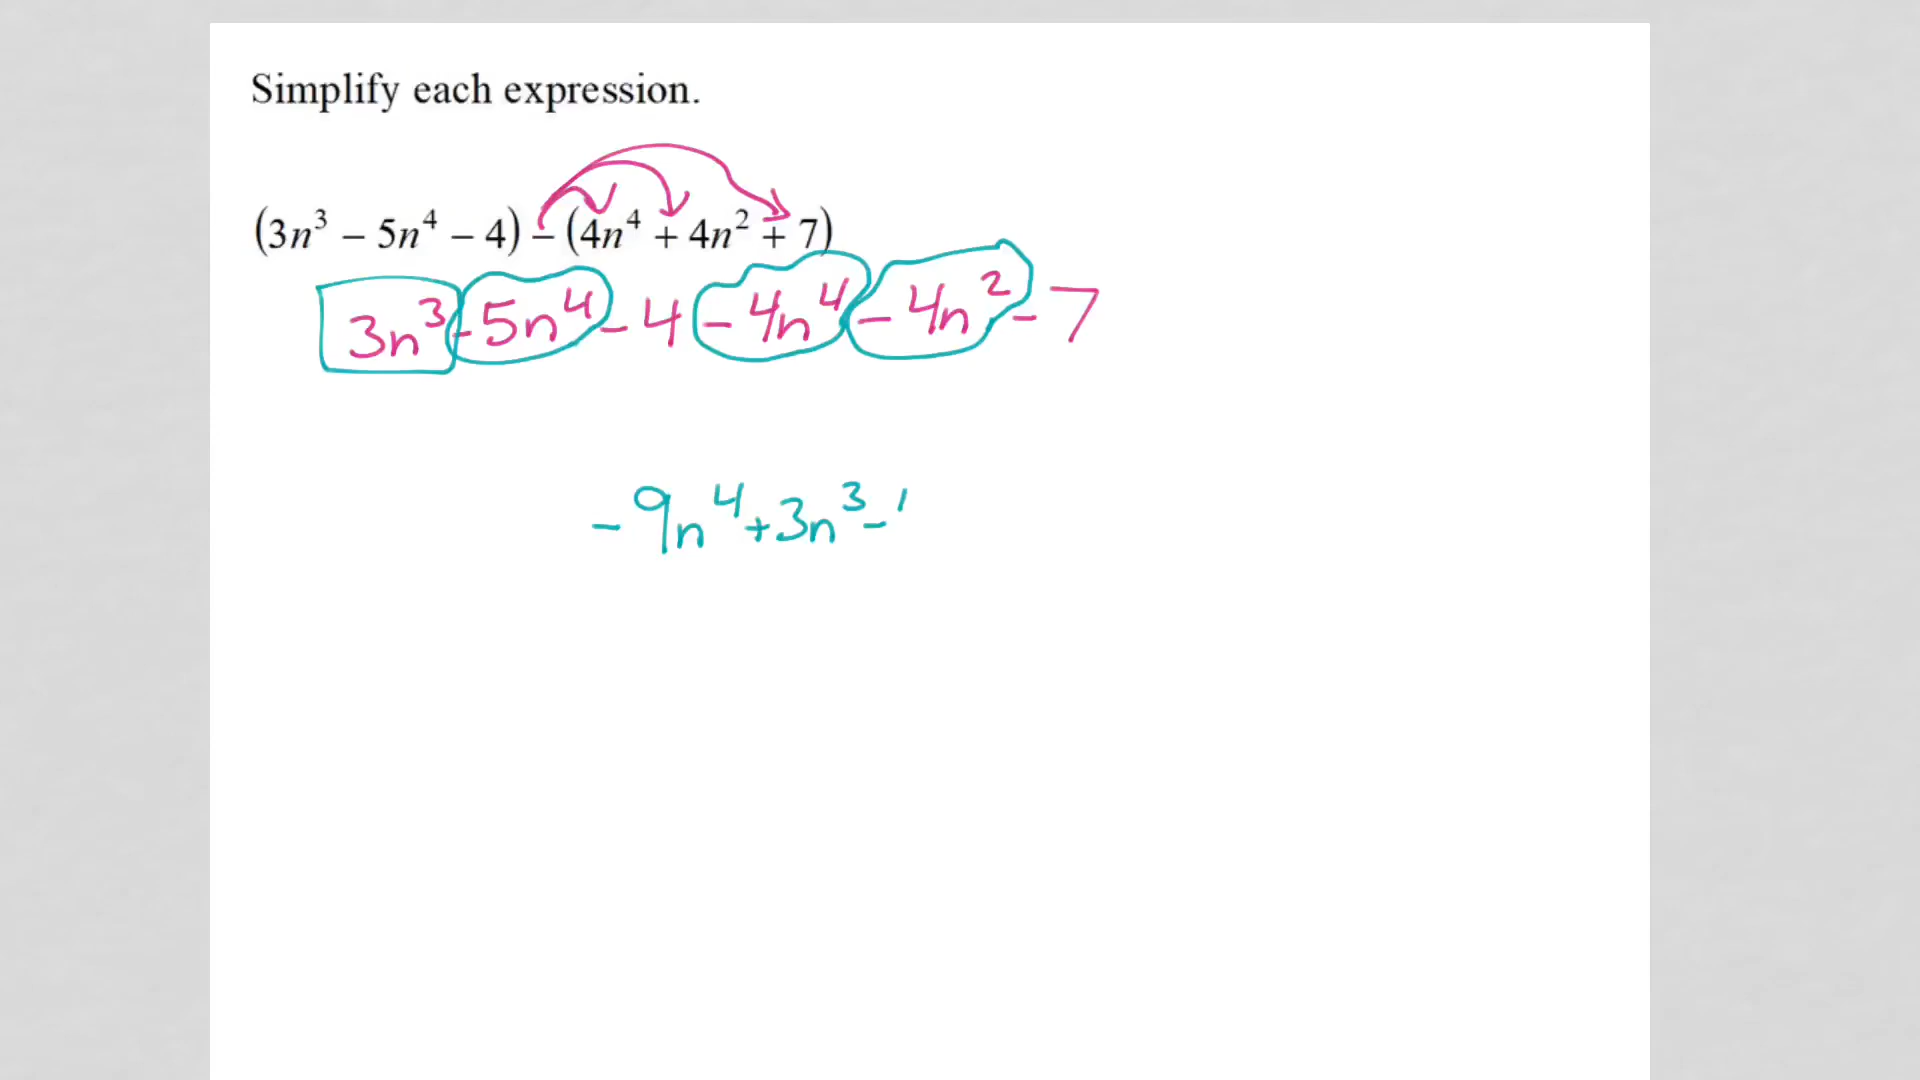 Simplify each expression.
(3n³ – 5n⁴ – 4) – (4n⁴ + 4n² + 7)
3n³ - 5n⁴ - 4 - 4n⁴ - 4n² - 7
- 9n⁴ + 3n³ -